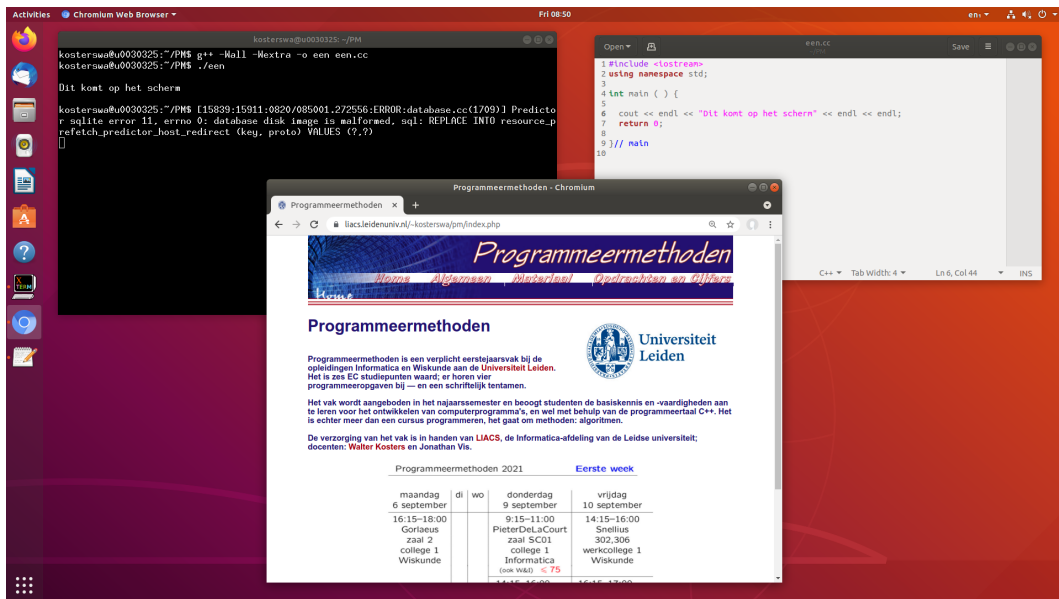 Activities
Chromium Web Browser
Fri 08:50
en₁
kosterswa@u0030325: ~/PM
kosterswa@u0030325:~/PM$ g++ -Wall -Wextra -o een een.cc
kosterswa@u0030325:~/PM$ ./een
Dit komt op het scherm
kosterswa@u0030325:~/PM$ [15839:15911:0820/085001.272556:ERROR:database.cc(1709)] Predicto
r sqlite error 11, errno 0: database disk image is malformed, sql: REPLACE INTO resource_p
refetch_predictor_host_redirect (key, proto) VALUES (?,?)
Open
een.cc
~/PM
Save
1 #include <iostream>
2 using namespace std;
3
4 int main ( ) {
5
6 cout << endl << "Dit komt op het scherm" << endl << endl;
7 return 0;
8
9 }// main
10
C++
Tab Width: 4
Ln 6, Col 44
INS
TERM
Programmeermethoden - Chromium
Programmeermethoden
liacs.leidenuniv.nl/~kosterswa/pm/index.php
Programmeermethoden
Home
Algemeen
Materiaal
Opdrachten en Cijfers
Home
Programmeermethoden
Universiteit
Leiden
Programmeermethoden is een verplicht eerstejaarsvak bij de
opleidingen Informatica en Wiskunde aan de Universiteit Leiden.
Het is zes EC studiepunten waard; er horen vier
programmeeropgaven bij — en een schriftelijk tentamen.
Het vak wordt aangeboden in het najaarssemester en beoogt studenten de basiskennis en -vaardigheden aan
te leren voor het ontwikkelen van computerprogramma's, en wel met behulp van de programmeertaal C++. Het
is echter meer dan een cursus programmeren, het gaat om methoden: algoritmen.
De verzorging van het vak is in handen van LIACS, de Informatica-afdeling van de Leidse universiteit;
docenten: Walter Kosters en Jonathan Vis.
Programmeermethoden 2021 Eerste week
maandag di wo donderdag vrijdag
6 september 9 september 10 september
16:15−18:00 9:15−11:00 14:15−16:00
Gorlaeus PieterDeLaCourt Snellius
zaal 2 zaal SC01 302,306
college 1 college 1 werkcollege 1
Wiskunde Informatica Wiskunde
(ook W&I) ⩽ 75
14:15−16:00 16:15−17:00